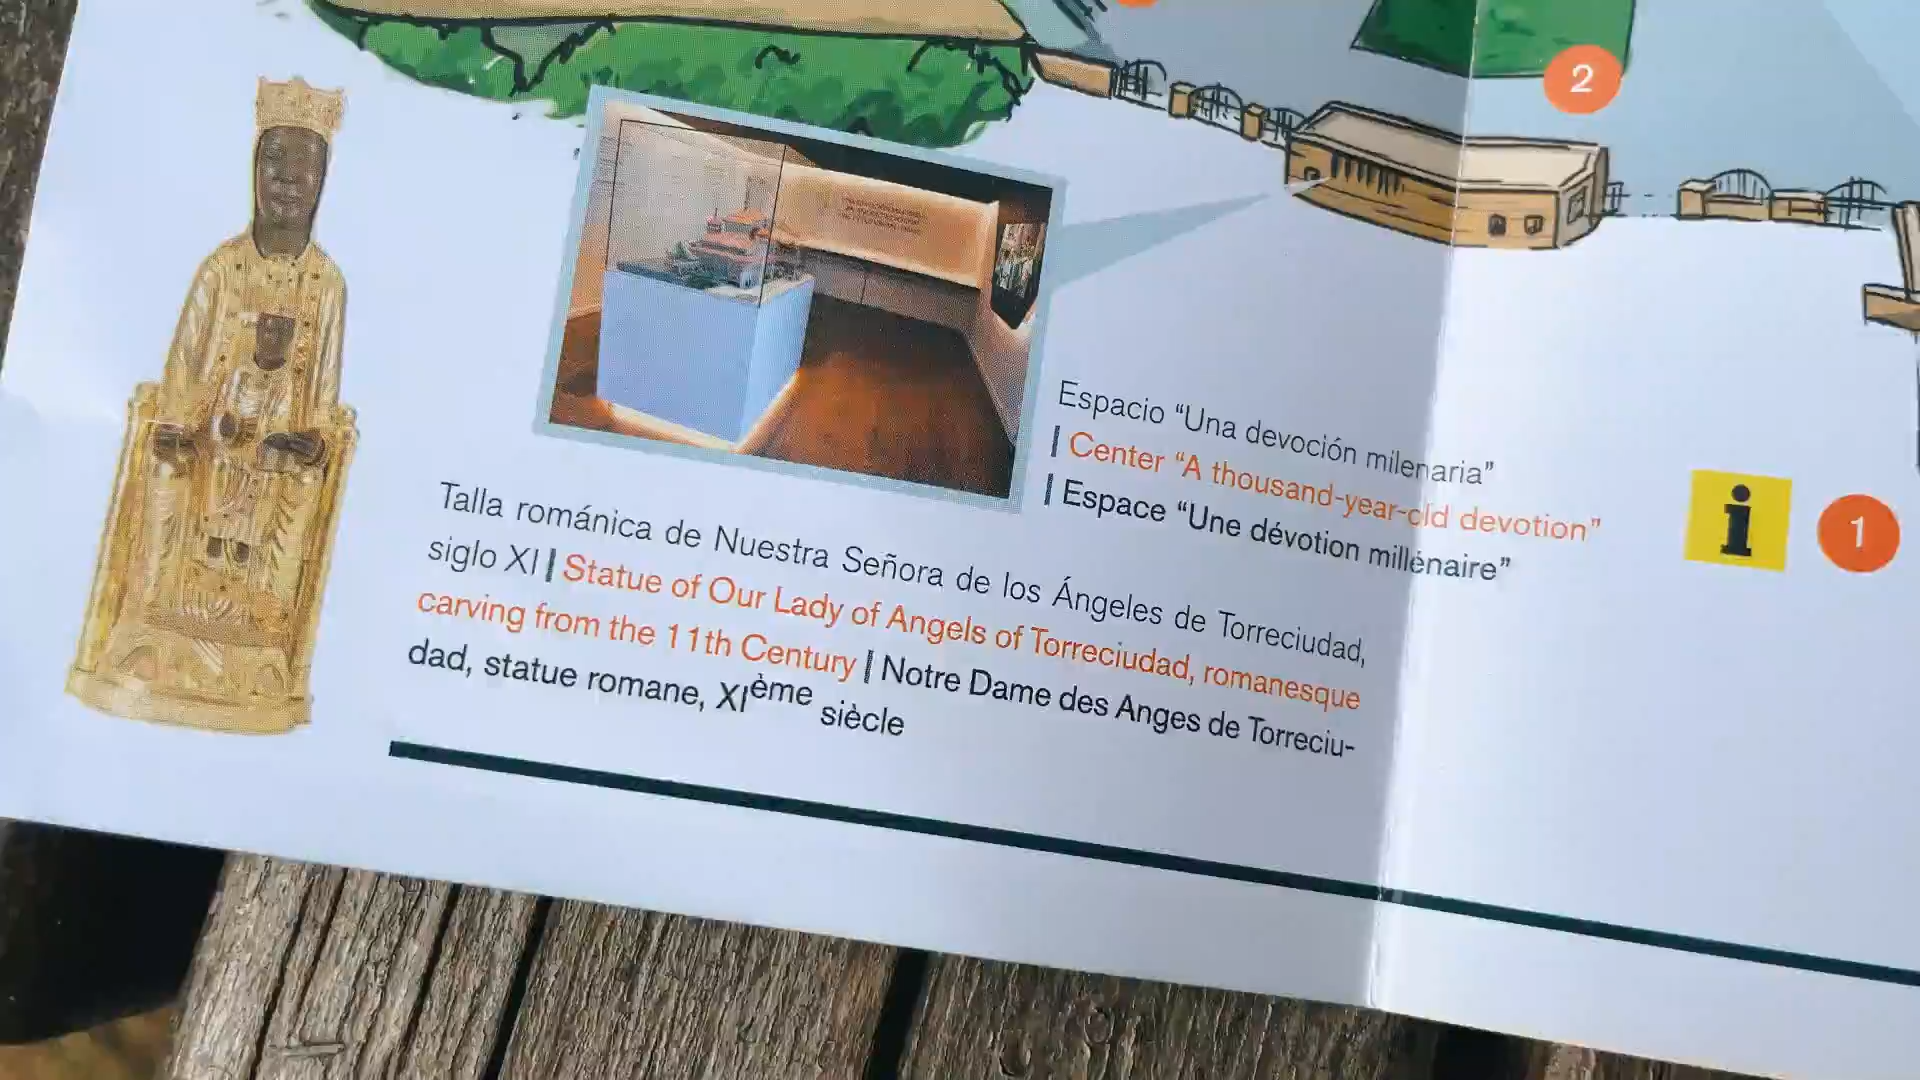 2
Espacio “Una devoción milenaria”
| Center “A thousand-year-old devotion”
| Espace “Une dévotion millénaire”
i 1
Talla románica de Nuestra Señora de los Ángeles de Torreciudad,
siglo XI | Statue of Our Lady of Angels of Torreciudad, romanesque
carving from the 11th Century | Notre Dame des Anges de Torreciu-
dad, statue romane, XIème siècle